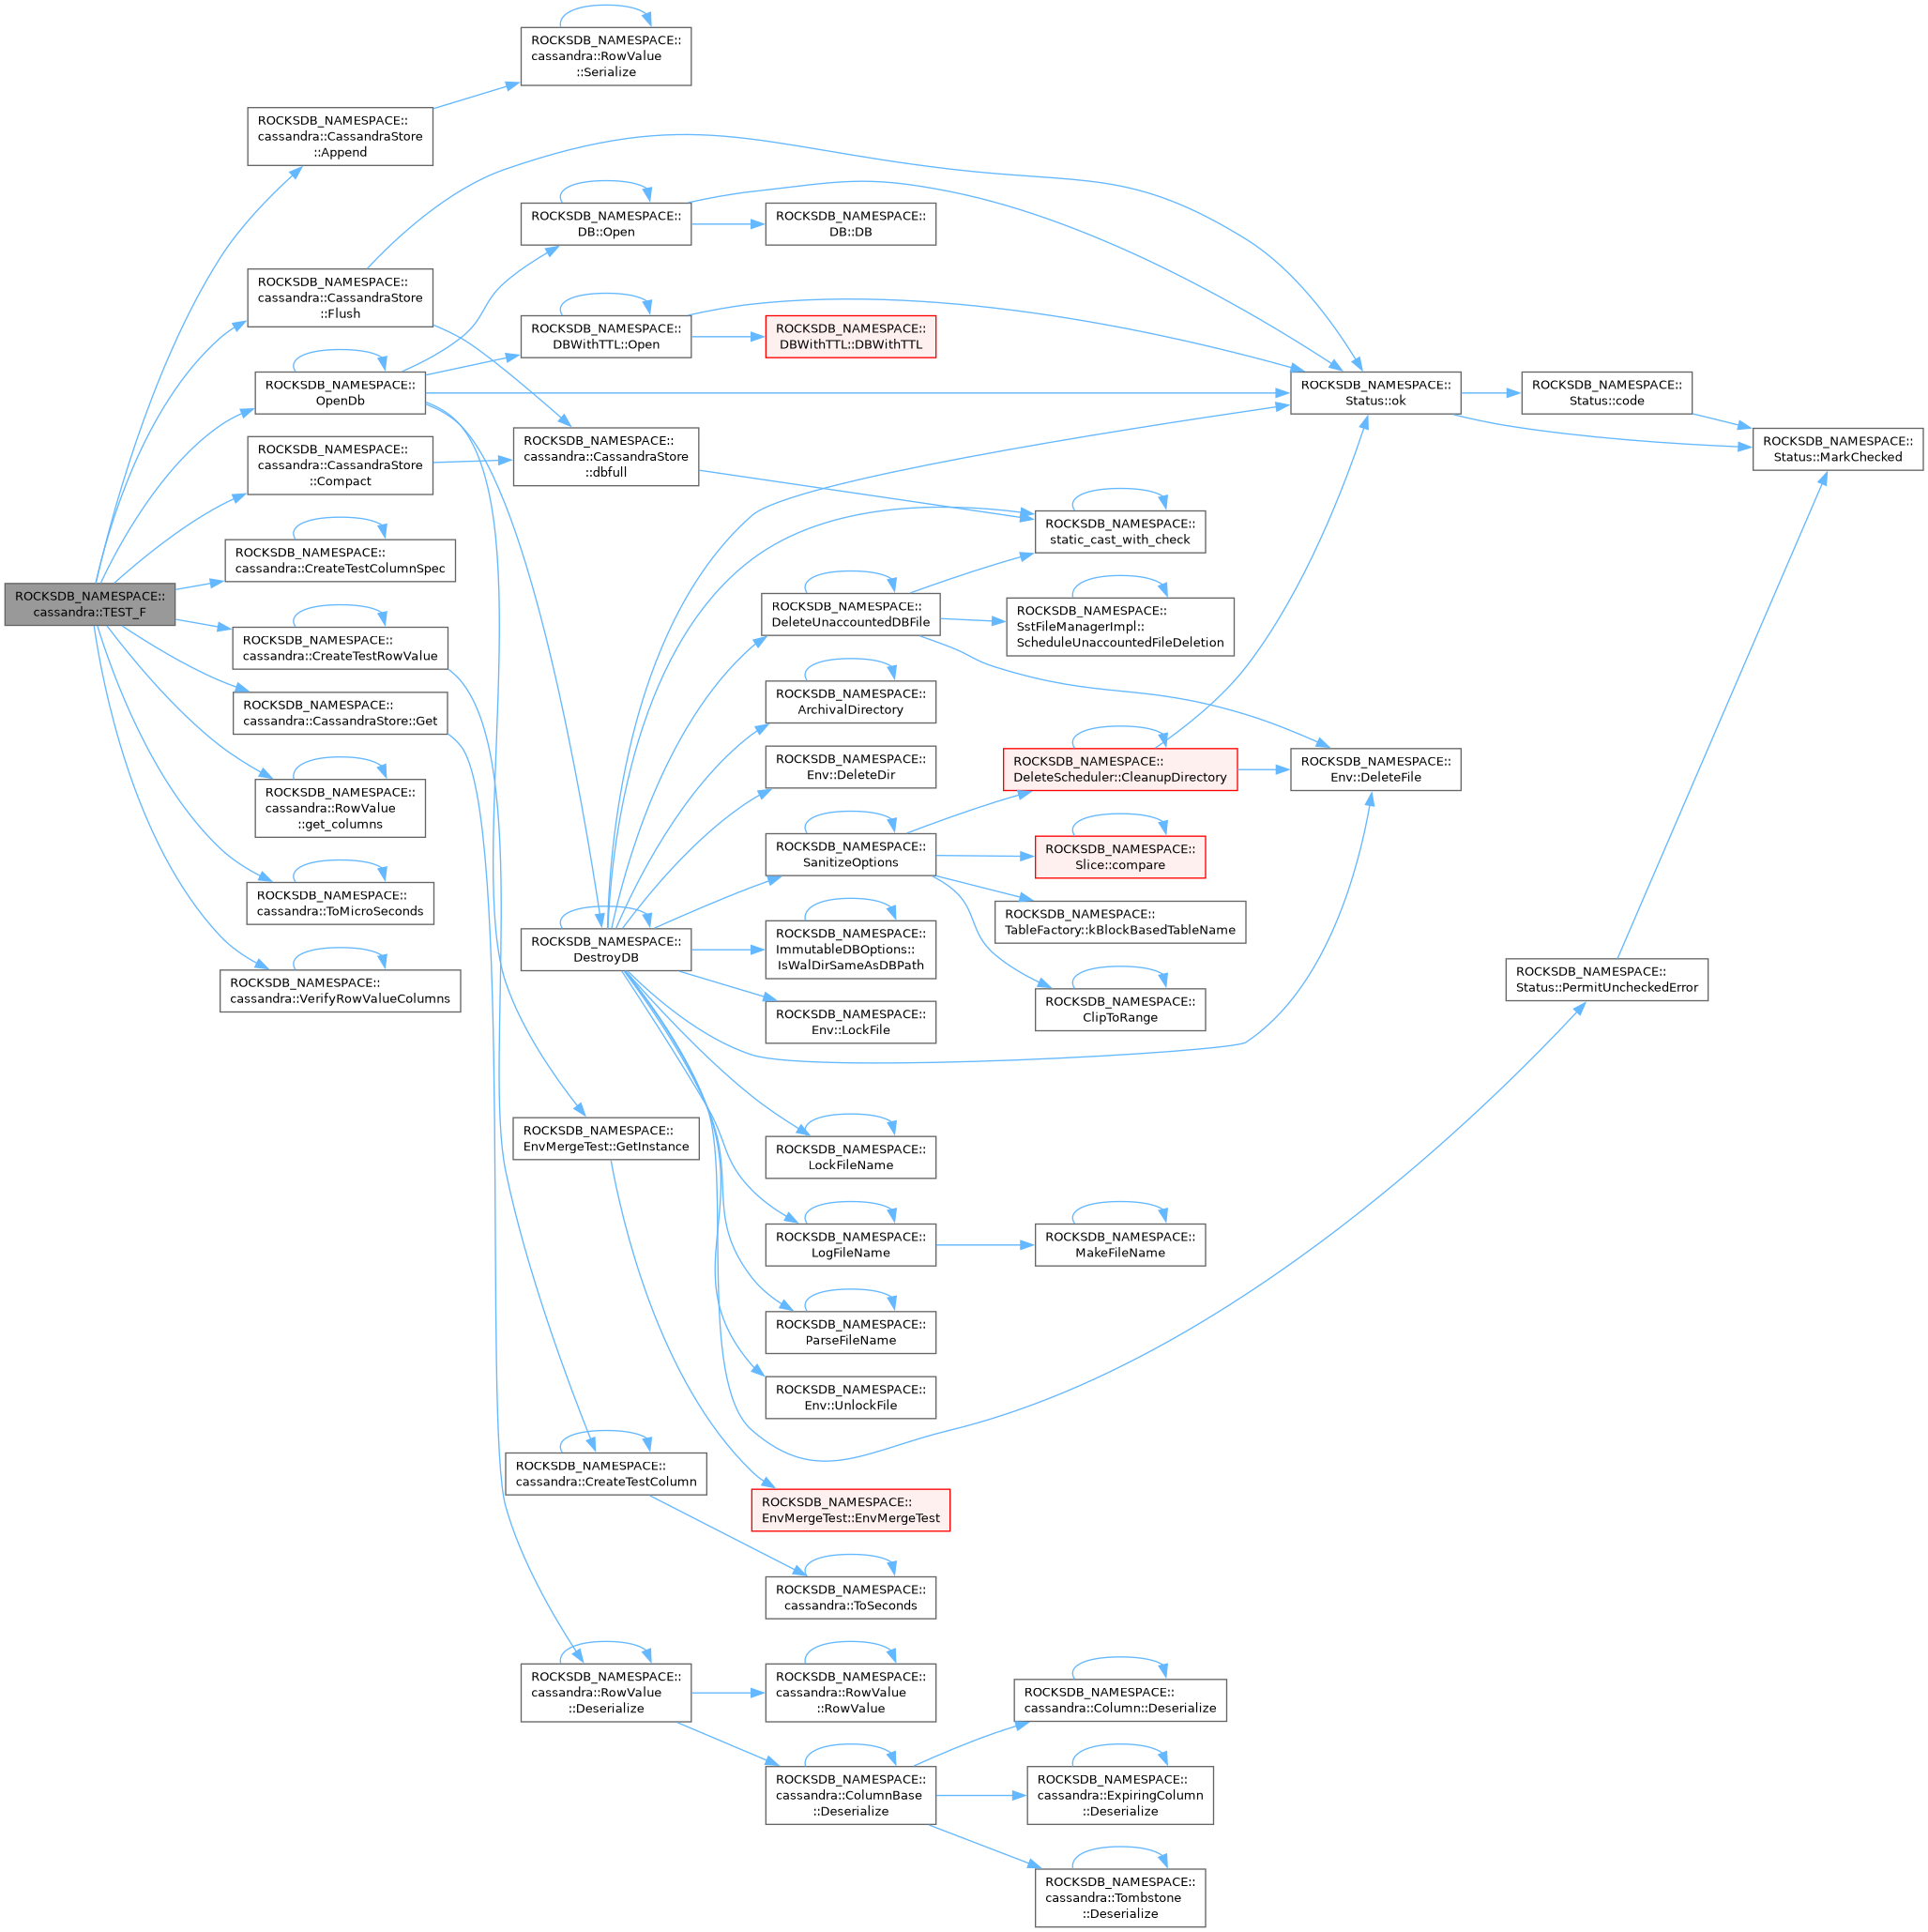 ROCKSDB_NAMESPACE::
cassandra::TEST_F
ROCKSDB_NAMESPACE::
cassandra::CassandraStore
::Append
ROCKSDB_NAMESPACE::
cassandra::RowValue
::Serialize
ROCKSDB_NAMESPACE::
cassandra::CassandraStore
::Flush
ROCKSDB_NAMESPACE::
OpenDb
ROCKSDB_NAMESPACE::
cassandra::CassandraStore
::Compact
ROCKSDB_NAMESPACE::
cassandra::CreateTestColumnSpec
ROCKSDB_NAMESPACE::
cassandra::CreateTestRowValue
ROCKSDB_NAMESPACE::
cassandra::CassandraStore::Get
ROCKSDB_NAMESPACE::
cassandra::RowValue
::get_columns
ROCKSDB_NAMESPACE::
cassandra::ToMicroSeconds
ROCKSDB_NAMESPACE::
cassandra::VerifyRowValueColumns
ROCKSDB_NAMESPACE::
DB::Open
ROCKSDB_NAMESPACE::
DB::DB
ROCKSDB_NAMESPACE::
DBWithTTL::Open
ROCKSDB_NAMESPACE::
DBWithTTL::DBWithTTL
ROCKSDB_NAMESPACE::
Status::ok
ROCKSDB_NAMESPACE::
Status::code
ROCKSDB_NAMESPACE::
Status::MarkChecked
ROCKSDB_NAMESPACE::
cassandra::CassandraStore
::dbfull
ROCKSDB_NAMESPACE::
static_cast_with_check
ROCKSDB_NAMESPACE::
DeleteUnaccountedDBFile
ROCKSDB_NAMESPACE::
SstFileManagerImpl::
ScheduleUnaccountedFileDeletion
ROCKSDB_NAMESPACE::
ArchivalDirectory
ROCKSDB_NAMESPACE::
Env::DeleteDir
ROCKSDB_NAMESPACE::
DeleteScheduler::CleanupDirectory
ROCKSDB_NAMESPACE::
Env::DeleteFile
ROCKSDB_NAMESPACE::
SanitizeOptions
ROCKSDB_NAMESPACE::
Slice::compare
ROCKSDB_NAMESPACE::
TableFactory::kBlockBasedTableName
ROCKSDB_NAMESPACE::
DestroyDB
ROCKSDB_NAMESPACE::
ImmutableDBOptions::
IsWalDirSameAsDBPath
ROCKSDB_NAMESPACE::
ClipToRange
ROCKSDB_NAMESPACE::
Status::PermitUncheckedError
ROCKSDB_NAMESPACE::
Env::LockFile
ROCKSDB_NAMESPACE::
EnvMergeTest::GetInstance
ROCKSDB_NAMESPACE::
LockFileName
ROCKSDB_NAMESPACE::
LogFileName
ROCKSDB_NAMESPACE::
MakeFileName
ROCKSDB_NAMESPACE::
ParseFileName
ROCKSDB_NAMESPACE::
Env::UnlockFile
ROCKSDB_NAMESPACE::
cassandra::CreateTestColumn
ROCKSDB_NAMESPACE::
EnvMergeTest::EnvMergeTest
ROCKSDB_NAMESPACE::
cassandra::ToSeconds
ROCKSDB_NAMESPACE::
cassandra::RowValue
::Deserialize
ROCKSDB_NAMESPACE::
cassandra::RowValue
::RowValue
ROCKSDB_NAMESPACE::
cassandra::Column::Deserialize
ROCKSDB_NAMESPACE::
cassandra::ColumnBase
::Deserialize
ROCKSDB_NAMESPACE::
cassandra::ExpiringColumn
::Deserialize
ROCKSDB_NAMESPACE::
cassandra::Tombstone
::Deserialize